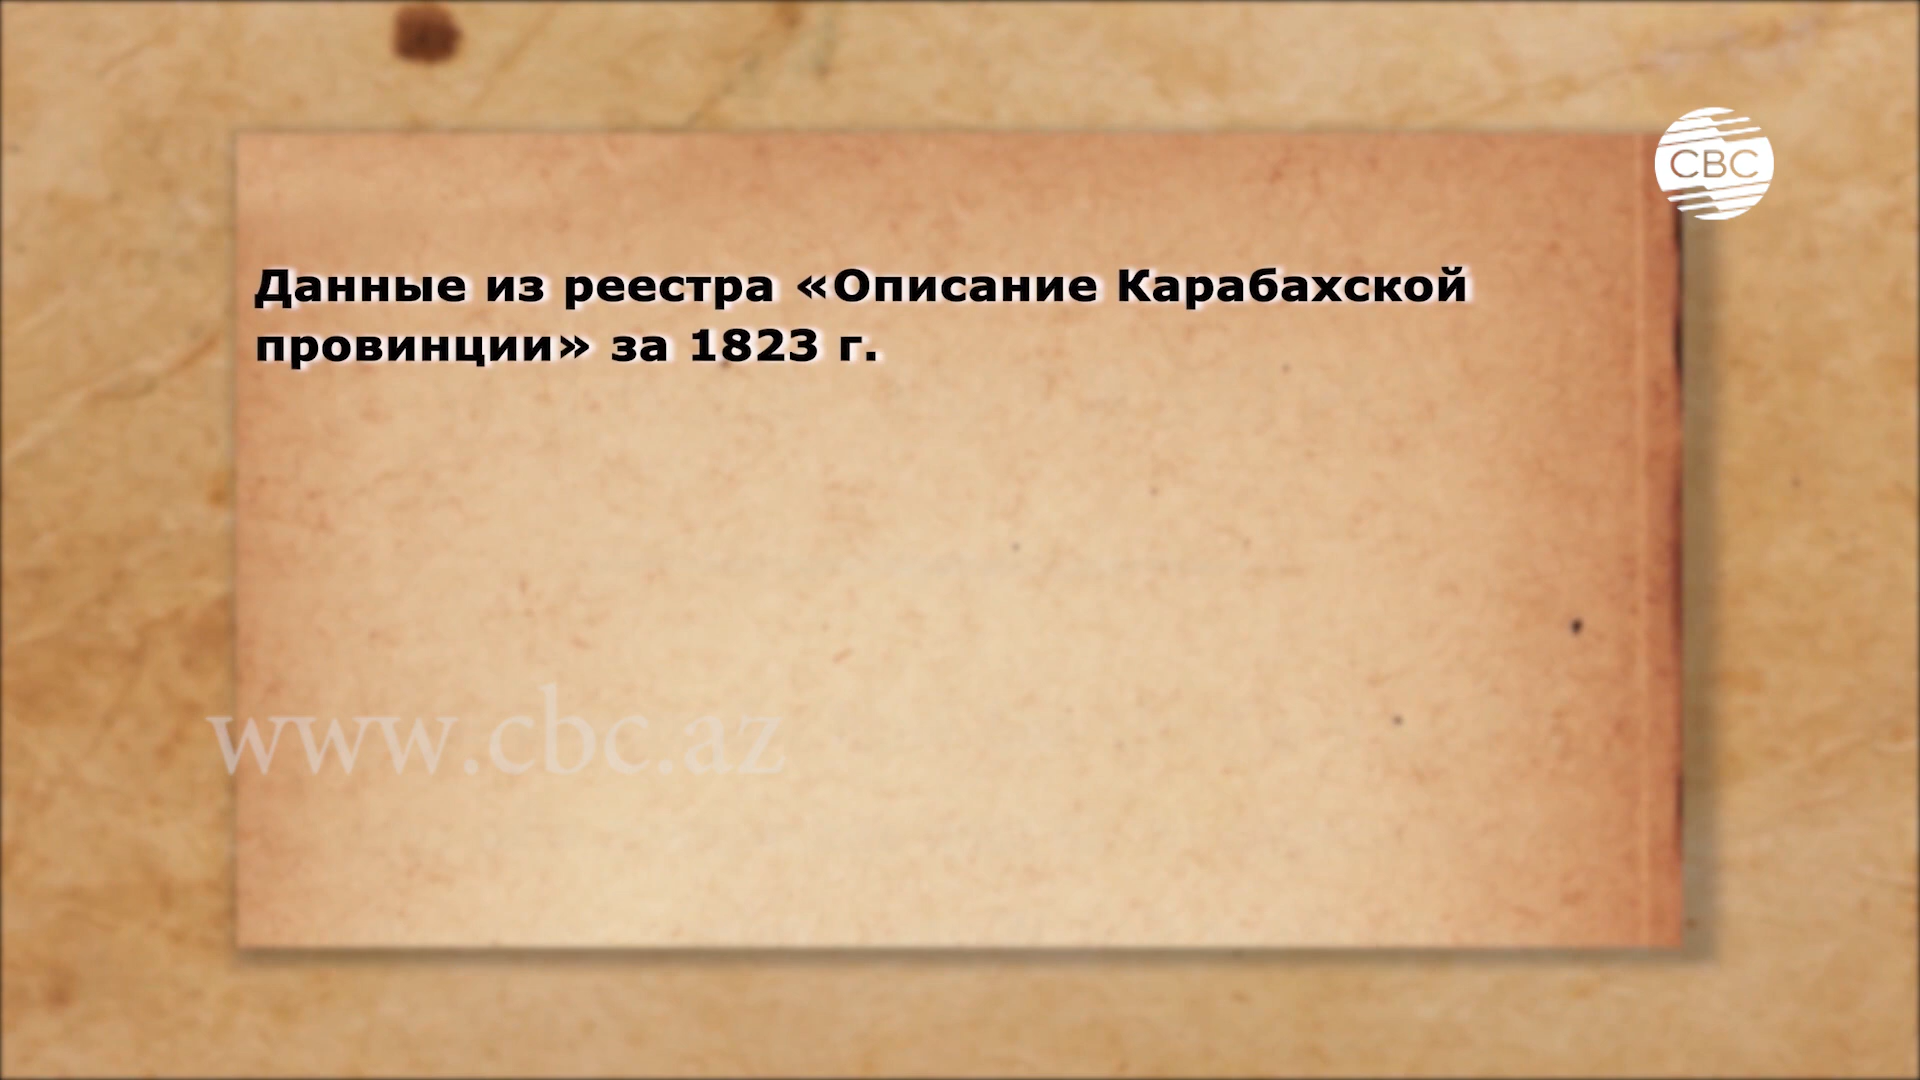 CBC
Данные из реестра «Описание Карабахской
провинции» за 1823 г.
www.cbc.az